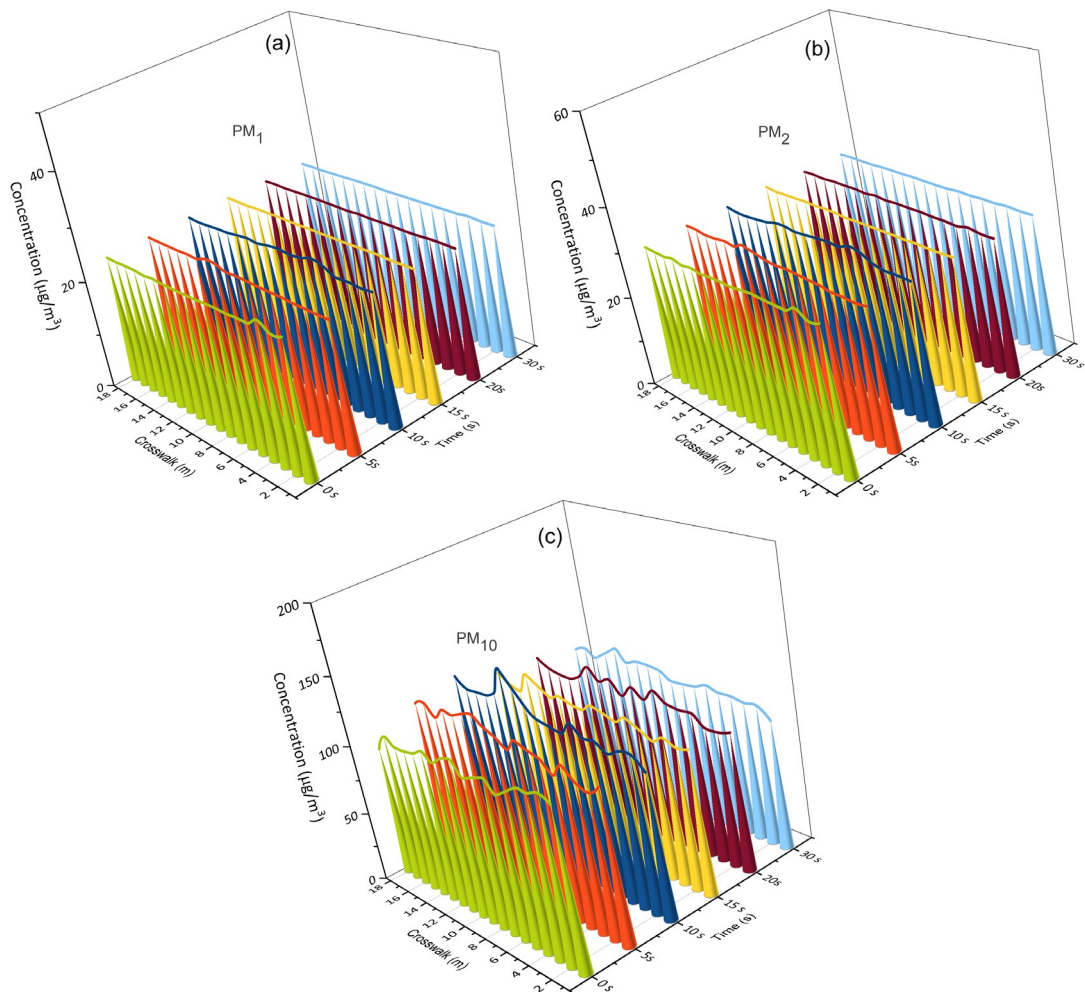 (a)
PM1
40
20
0
Concentration (µg/m³)
18
16
14
12
10
8
6
4
2
Crosswalk (m)
0 s
5s
10 s
15 s
20s
30 s
Time (s)
(b)
PM2
60
40
20
0
Concentration (µg/m³)
18
16
14
12
10
8
6
4
2
Crosswalk (m)
0 s
5s
10 s
15 s
20s
30 s
Time (s)
(c)
PM10
200
150
100
50
0
Concentration (µg/m³)
18
16
14
12
10
8
6
4
2
Crosswalk (m)
0 s
5s
10 s
15 s
20s
30 s
Time (s)